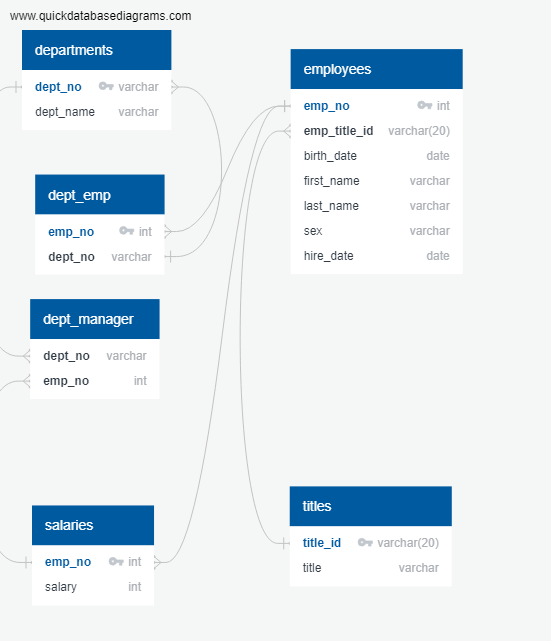 www.quickdatabasediagrams.com
departments
dept_no varchar
dept_name varchar
employees
emp_no int
emp_title_id varchar(20)
birth_date date
first_name varchar
last_name varchar
sex varchar
hire_date date
dept_emp
emp_no int
dept_no varchar
dept_manager
dept_no varchar
emp_no int
salaries
emp_no int
salary int
titles
title_id varchar(20)
title varchar